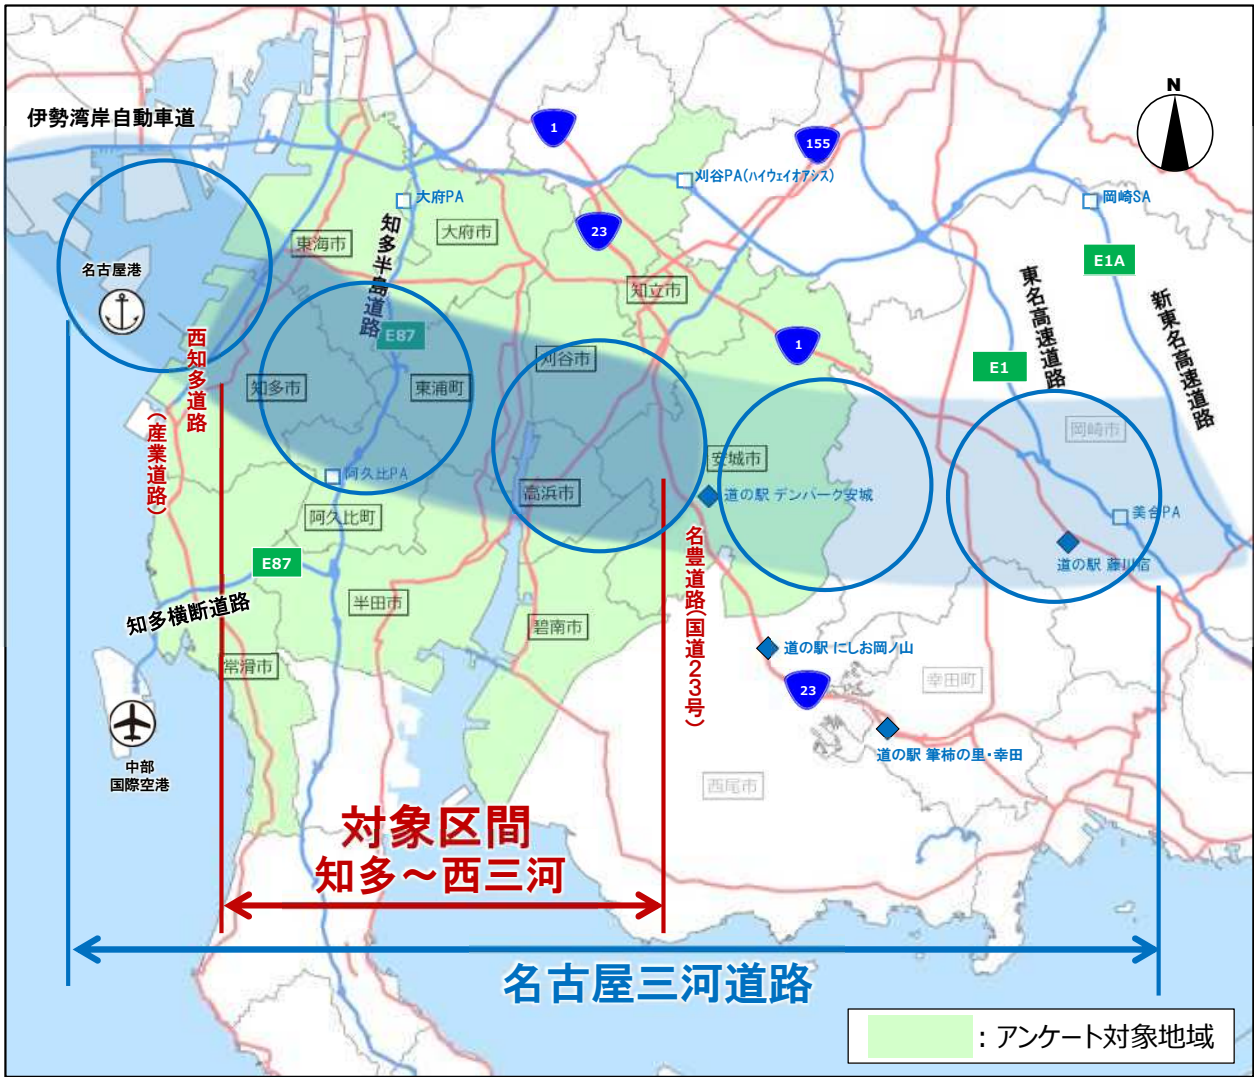 伊勢湾岸自動車道
N
1
155
刈谷PA(ハイウェイオアシス)
大府PA
岡崎SA
知多半島道路
大府市
23
東海市
E1A
名古屋港
知立市
東名高速道路
新東名高速道路
E87
1
西知多道路
(産業道路)
刈谷市
E1
知多市
東浦町
岡崎市
安城市
阿久比PA
高浜市
道の駅 デンパーク安城
阿久比町
美合PA
道の駅 藤川宿
E87
名豊道路(国道23号)
知多横断道路
半田市
碧南市
道の駅 にしお岡ノ山
常滑市
幸田町
23
中部
国際空港
道の駅 筆柿の里・幸田
西尾市
対象区間
知多～西三河
名古屋三河道路
：アンケート対象地域